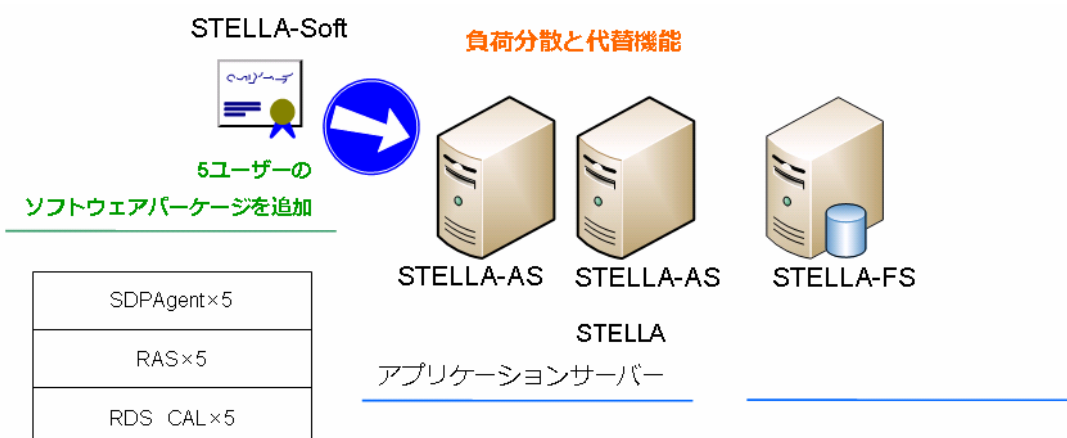 STELLA-Soft
負荷分散と代替機能
5ユーザーの
ソフトウェアパーケージを追加
STELLA-AS
STELLA-AS
STELLA-FS
STELLA
アプリケーションサーバー
SDPAgent×5
RAS×5
RDS CAL×5